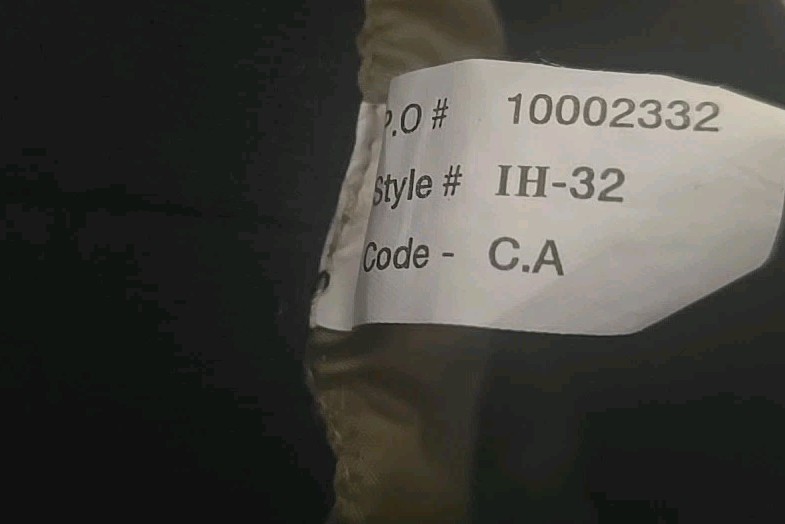 P.O # 10002332
Style # IH-32
Code - C.A